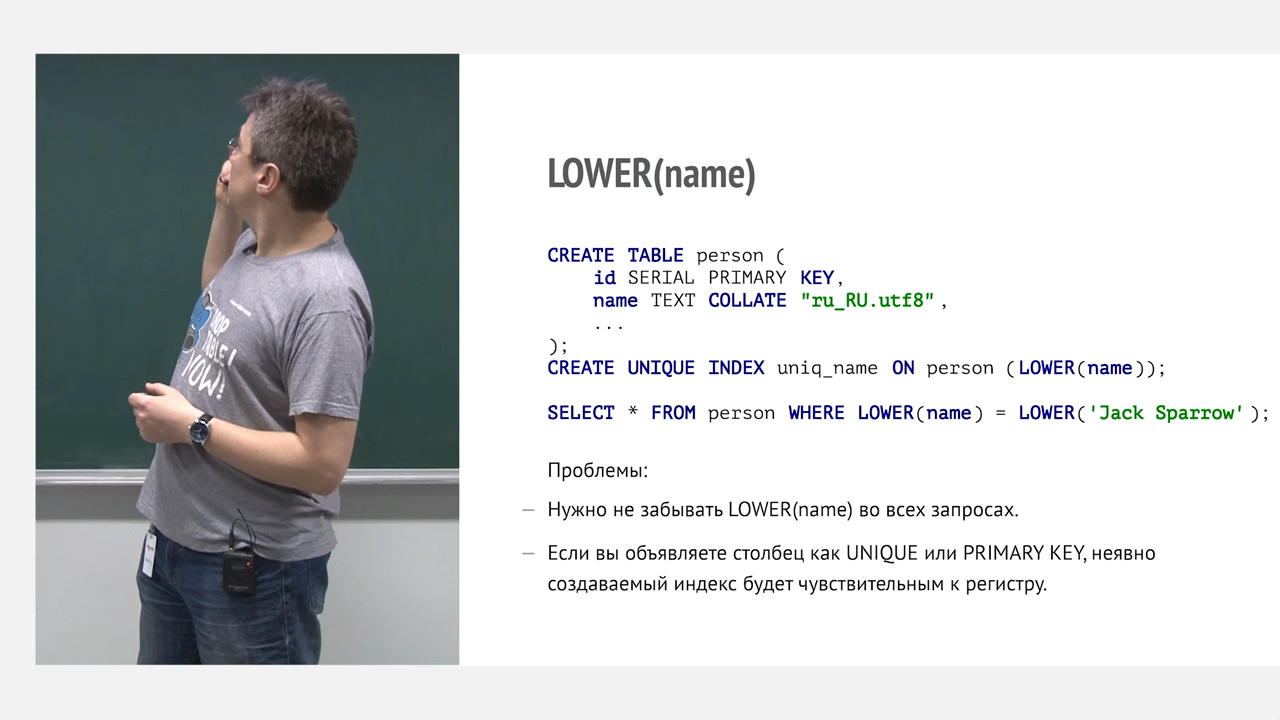 LOWER(name)
CREATE TABLE person (
id SERIAL PRIMARY KEY,
name TEXT COLLATE "ru_RU.utf8" ,
...
);
CREATE UNIQUE INDEX uniq_name ON person (LOWER(name));
SELECT * FROM person WHERE LOWER(name) = LOWER('Jack Sparrow' );
Проблемы:
— Нужно не забывать LOWER(name) во всех запросах.
— Если вы объявляете столбец как UNIQUE или PRIMARY KEY, неявно
создаваемый индекс будет чувствительным к регистру.